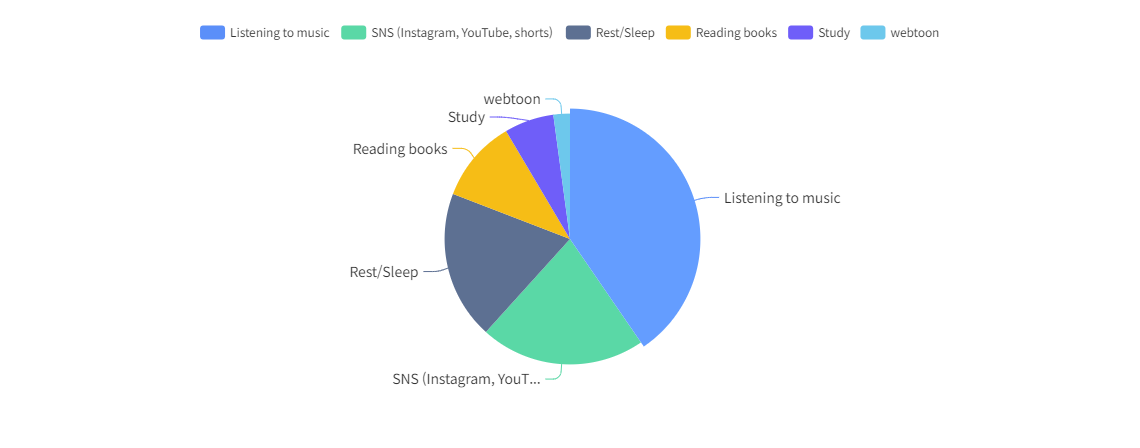 Listening to music SNS (Instagram, YouTube, shorts) Rest/Sleep Reading books Study webtoon
webtoon
Study
Reading books
Listening to music
Rest/Sleep
SNS (Instagram, YouT...